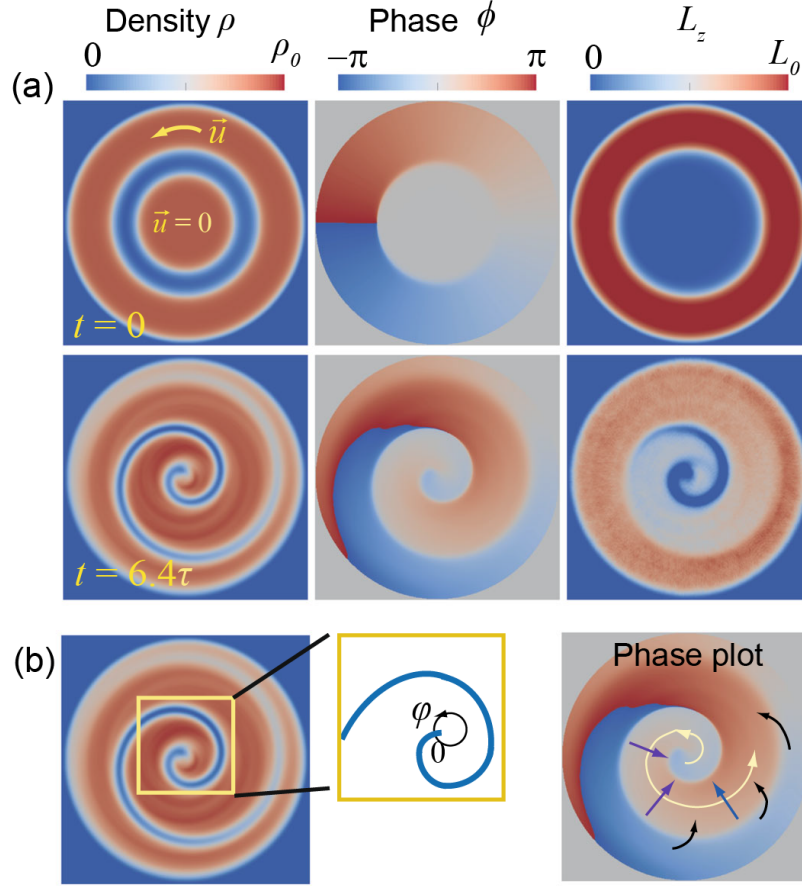 Density ρ Phase ϕ L_z
0 ρ_0 −π π 0 L_0
(a)
u⃗
u⃗ = 0
t = 0
t = 6.4τ
(b)
φ
0
Phase plot